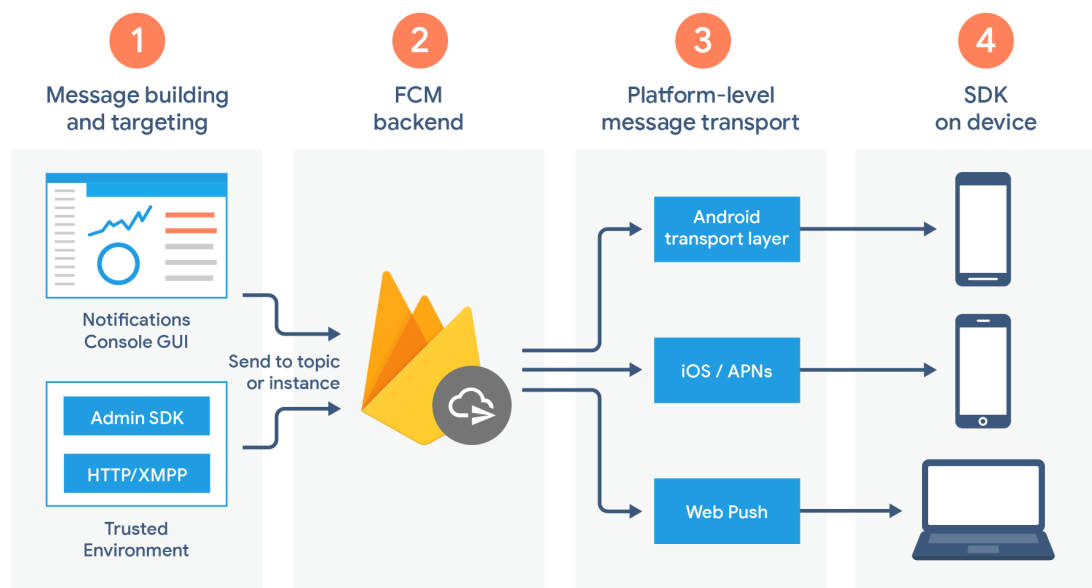 1
Message building
and targeting
2
FCM
backend
3
Platform-level
message transport
4
SDK
on device
Notifications
Console GUI
Send to topic
or instance
Admin SDK
HTTP/XMPP
Trusted
Environment
Android
transport layer
iOS / APNs
Web Push